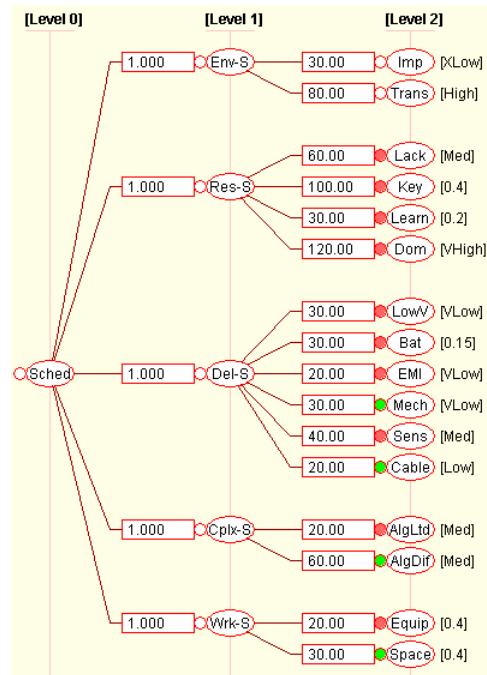 [Level 0] [Level 1] [Level 2]
1.000 Env-S 30.00 Imp [XLow]
80.00 Trans [High]
60.00 Lack [Med]
1.000 Res-S 100.00 Key [0.4]
30.00 Learn [0.2]
120.00 Dom [VHigh]
30.00 LowV [VLow]
30.00 Bat [0.15]
Sched 1.000 Del-S 20.00 EMI [VLow]
30.00 Mech [VLow]
40.00 Sens [Med]
20.00 Cable [Low]
1.000 Cplx-S 20.00 AlgLtd [Med]
60.00 AlgDif [Med]
1.000 Wrk-S 20.00 Equip [0.4]
30.00 Space [0.4]